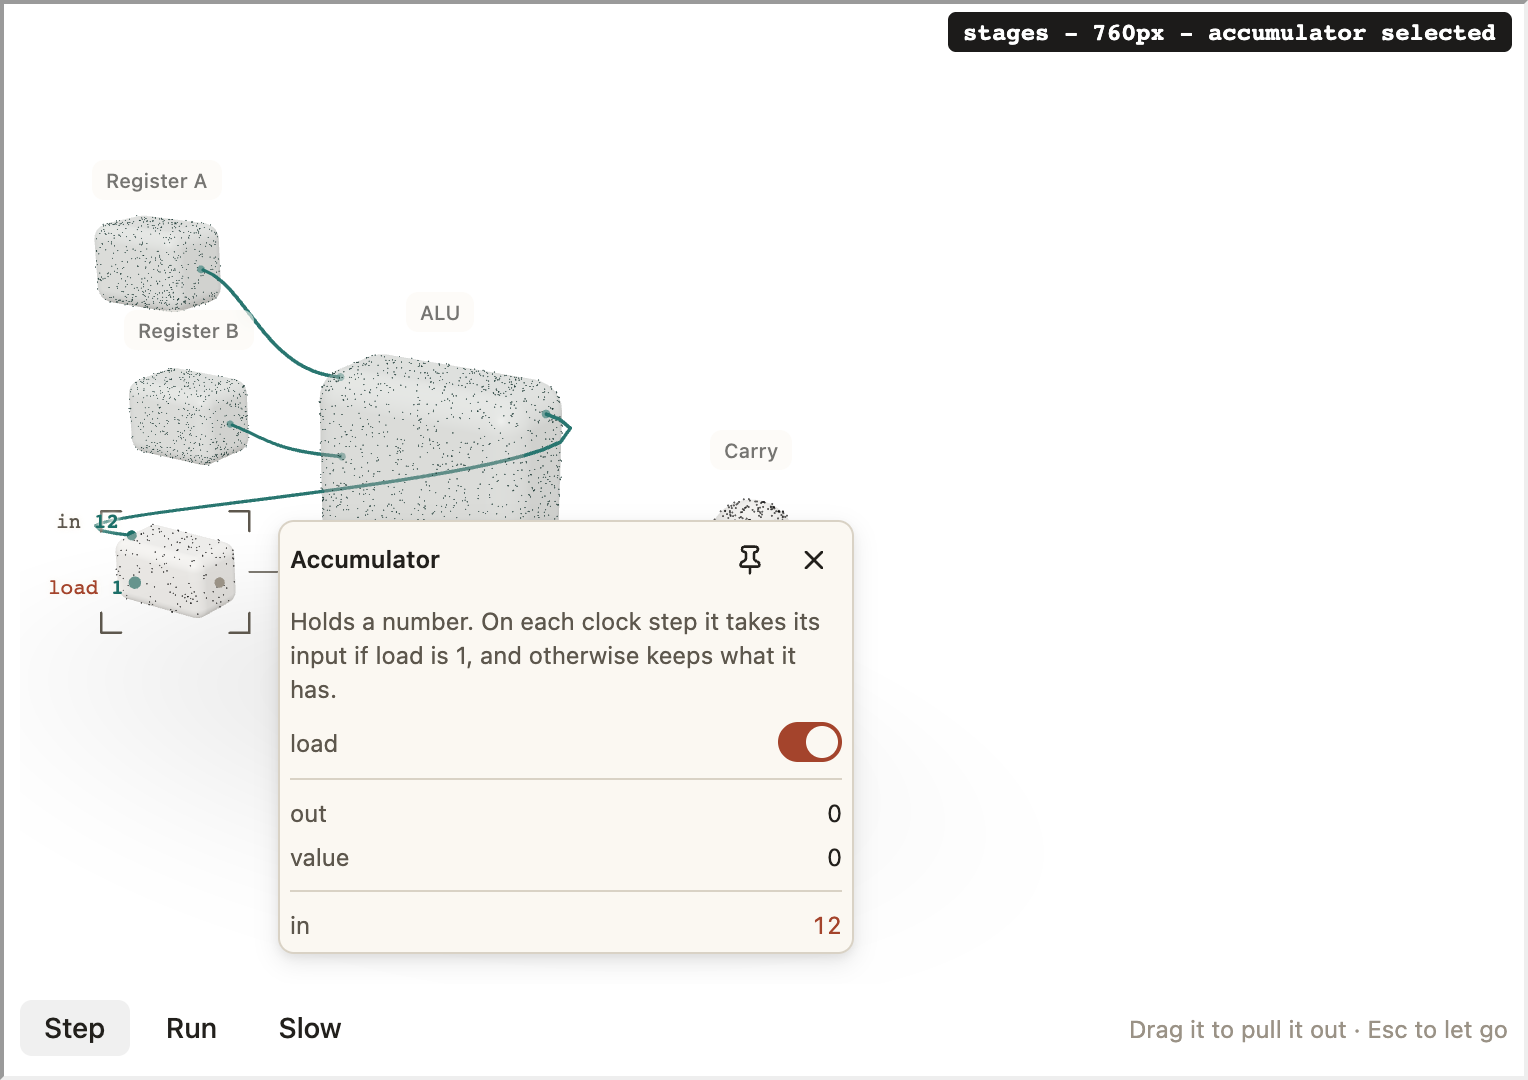 stages - 760px - accumulator selected
Register A
Register B
ALU
Carry
in 12
load 1
Accumulator
Holds a number. On each clock step it takes its
input if load is 1, and otherwise keeps what it
has.
load
out 0
value 0
in 12
Step Run Slow
Drag it to pull it out · Esc to let go